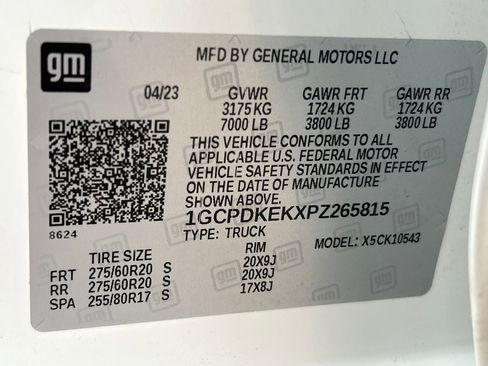 gm
MFD BY GENERAL MOTORS LLC
04/23 GVWR GAWR FRT GAWR RR
3175 KG 1724 KG 1724 KG
7000 LB 3800 LB 3800 LB
THIS VEHICLE CONFORMS TO ALL
APPLICABLE U.S. FEDERAL MOTOR
VEHICLE SAFETY STANDARDS IN EFFECT
ON THE DATE OF MANUFACTURE
SHOWN ABOVE.
1GCPDKEKXPZ265815
8624
TYPE: TRUCK MODEL: X5CK10543
TIRE SIZE RIM
FRT 275/60R20 S 20X9J
RR 275/60R20 S 20X9J
SPA 255/80R17 S 17X8J